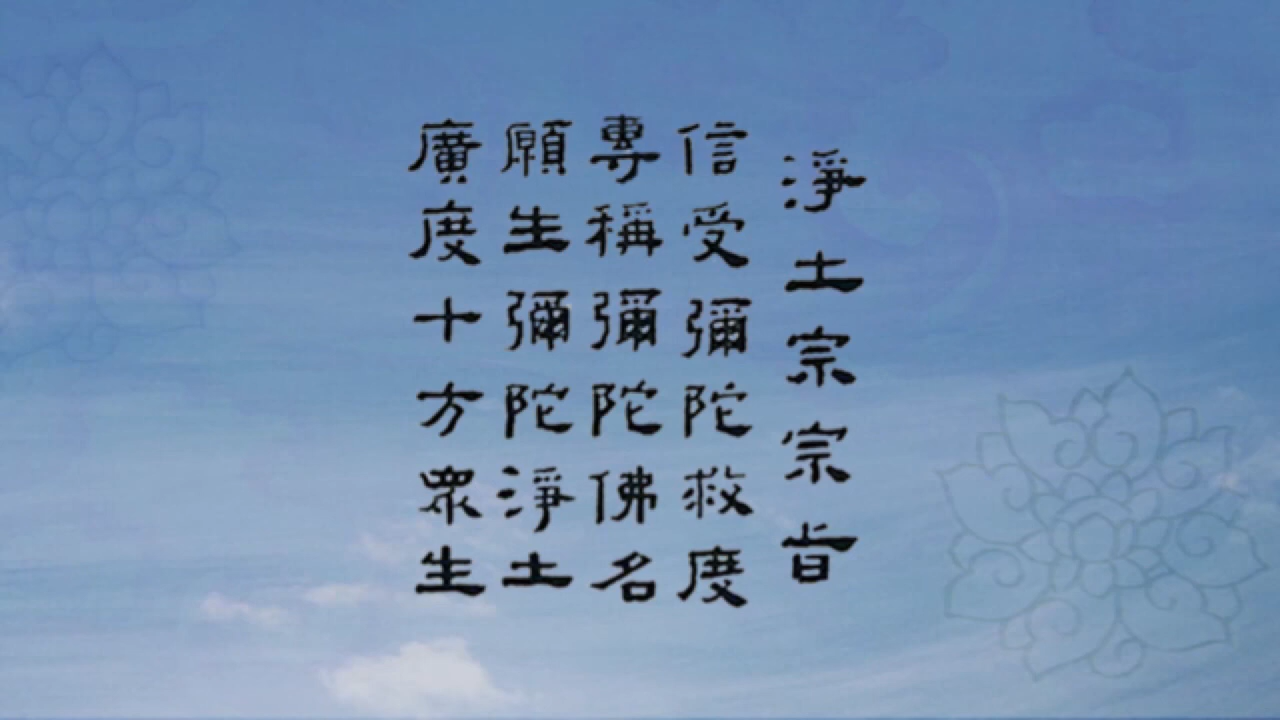 淨土宗宗旨
信受彌陀救度
專稱彌陀佛名
願生彌陀淨土
廣度十方眾生